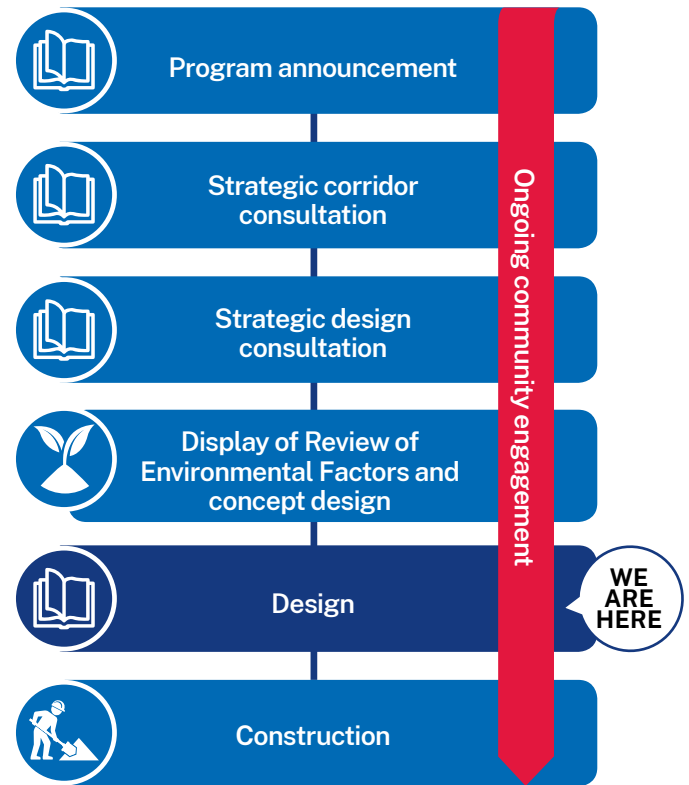 Program announcement
Strategic corridor
consultation
Strategic design
consultation
Display of Review of
Environmental Factors and
concept design
Design
Construction
Ongoing community engagement
WE
ARE
HERE